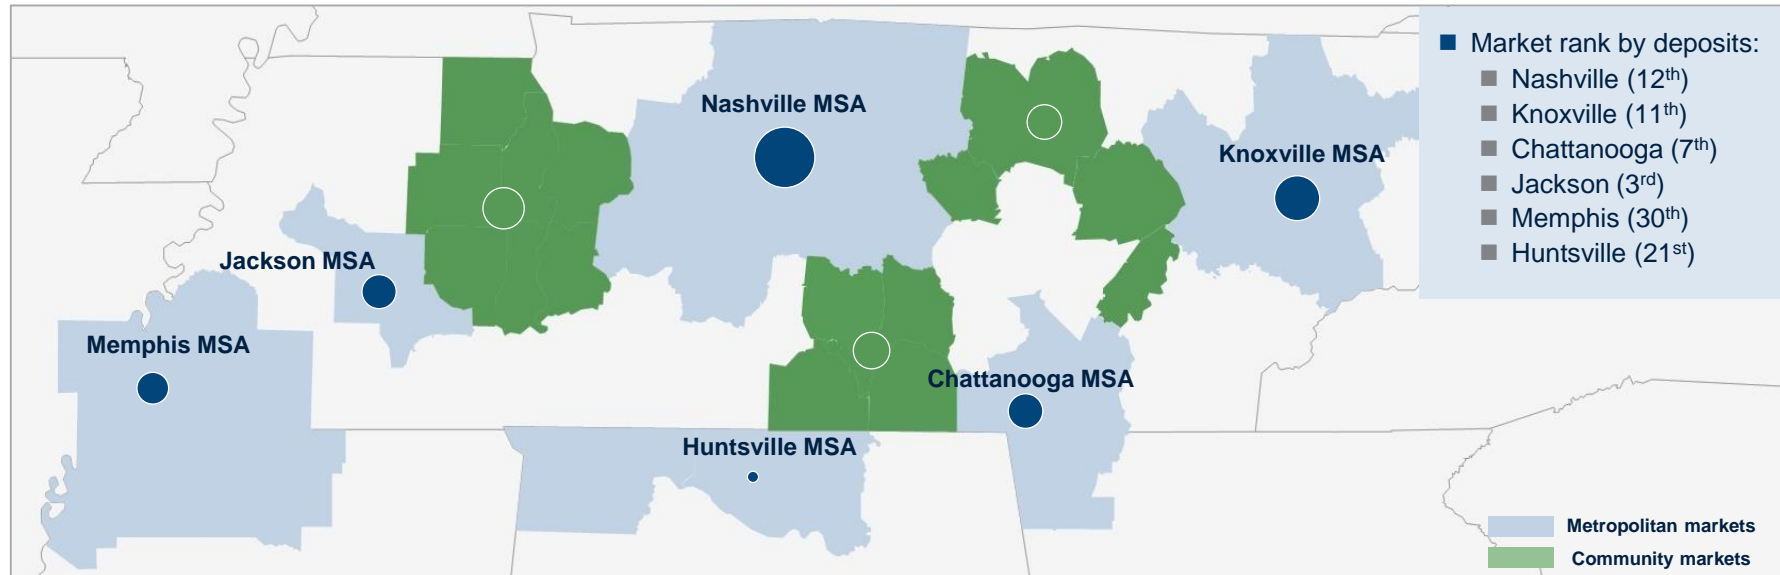 ■ Market rank by deposits:
■ Nashville (12th)
■ Knoxville (11th)
■ Chattanooga (7th)
■ Jackson (3rd)
■ Memphis (30th)
■ Huntsville (21st)
Nashville MSA
Knoxville MSA
Jackson MSA
Memphis MSA
Chattanooga MSA
Huntsville MSA
Metropolitan markets
Community markets